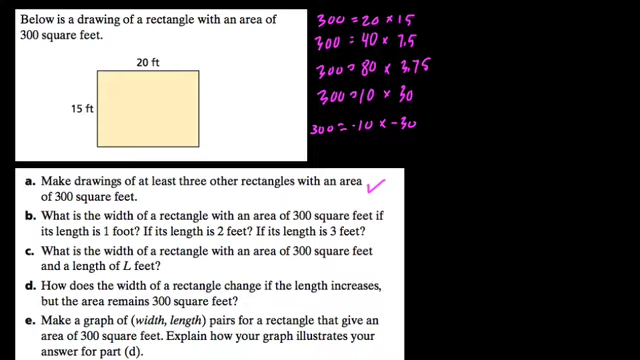 Below is a drawing of a rectangle with an area of
300 square feet.
20 ft
15 ft
300 = 20 × 15
300 = 40 × 7.5
300 = 80 × 3.75
300 = 10 × 30
300 = -10 × -30
a. Make drawings of at least three other rectangles with an area
of 300 square feet.
b. What is the width of a rectangle with an area of 300 square feet if
its length is 1 foot? If its length is 2 feet? If its length is 3 feet?
c. What is the width of a rectangle with an area of 300 square feet
and a length of L feet?
d. How does the width of a rectangle change if the length increases,
but the area remains 300 square feet?
e. Make a graph of (width, length) pairs for a rectangle that give an
area of 300 square feet. Explain how your graph illustrates your
answer for part (d).